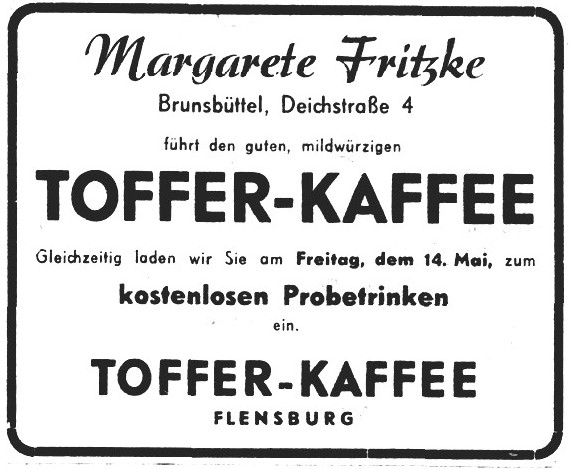 Margarete Fritzke
Brunsbüttel, Deichstraße 4
führt den guten, mildwürzigen
TOFFER-KAFFEE
Gleichzeitig laden wir Sie am Freitag, dem 14. Mai, zum
kostenlosen Probetrinken
ein.
TOFFER-KAFFEE
FLENSBURG